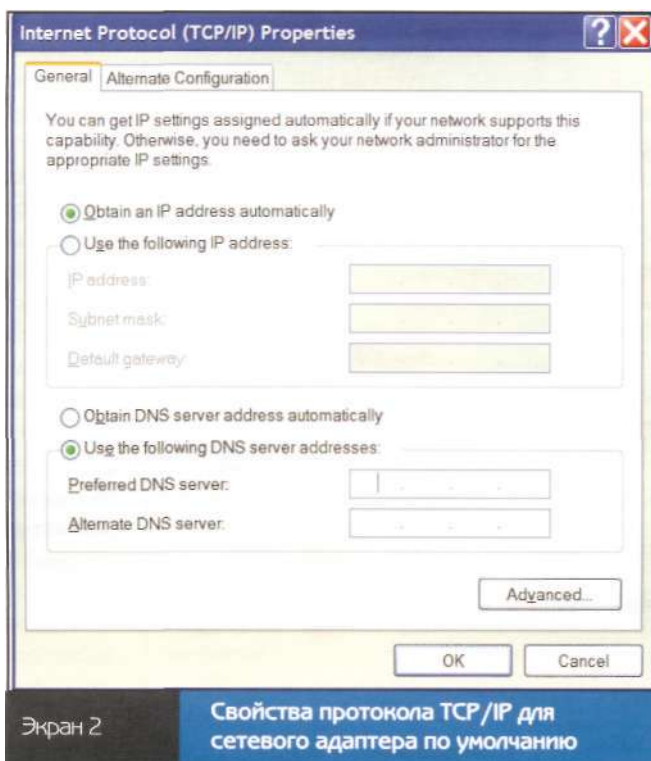 Internet Protocol (TCP/IP) Properties
General
Alternate Configuration
You can get IP settings assigned automatically if your network supports this
capability. Otherwise, you need to ask your network administrator for the
appropriate IP settings.
Obtain an IP address automatically
Use the following IP address:
IP address:
Subnet mask:
Default gateway:
Obtain DNS server address automatically
Use the following DNS server addresses:
Preferred DNS server:
Alternate DNS server:
Advanced...
OK
Cancel
Экран 2
Свойства протокола TCP/IP для
сетевого адаптера по умолчанию